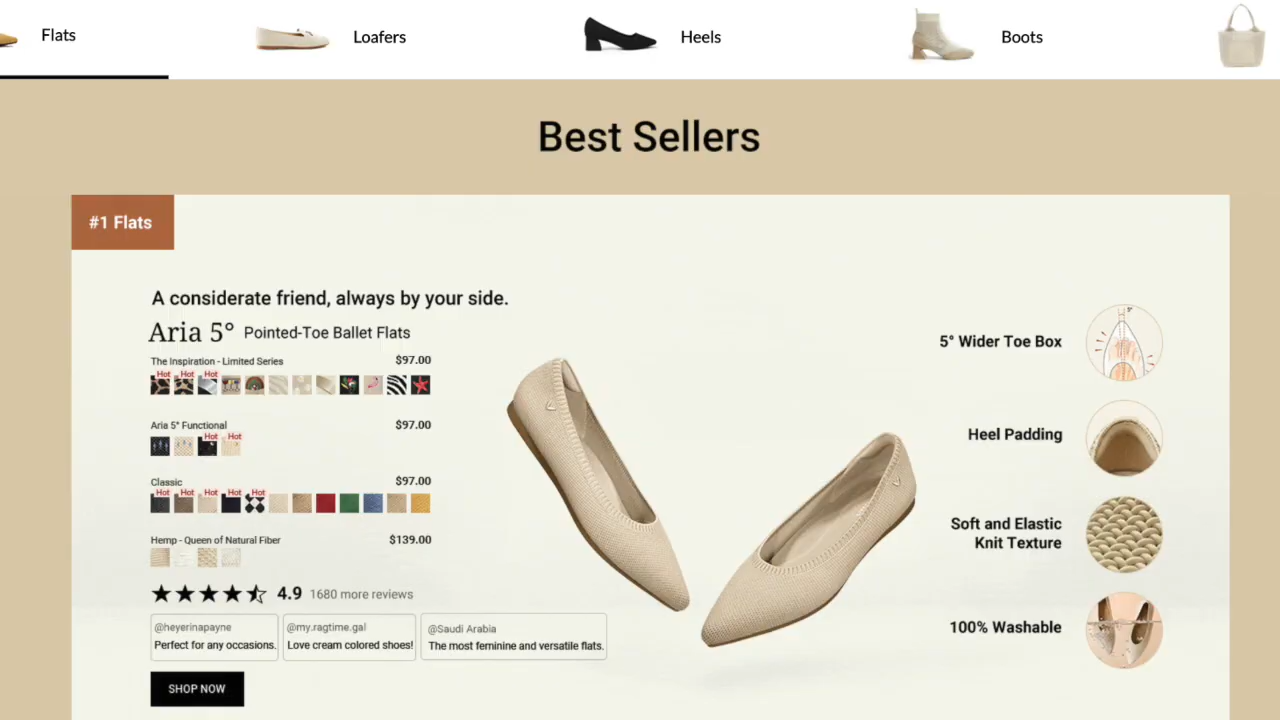 Flats
Loafers
Heels
Boots
Best Sellers
#1 Flats
A considerate friend, always by your side.
Aria 5° Pointed-Toe Ballet Flats
The Inspiration - Limited Series $97.00
Hot Hot Hot
Aria 5° Functional $97.00
Hot Hot
Classic $97.00
Hot Hot Hot Hot Hot
Hemp - Queen of Natural Fiber $139.00
4.9 1680 more reviews
@heyerinapayne
Perfect for any occasions.
@my.ragtime.gal
Love cream colored shoes!
@Saudi Arabia
The most feminine and versatile flats.
SHOP NOW
5° Wider Toe Box
5°
Heel Padding
Soft and Elastic
Knit Texture
100% Washable